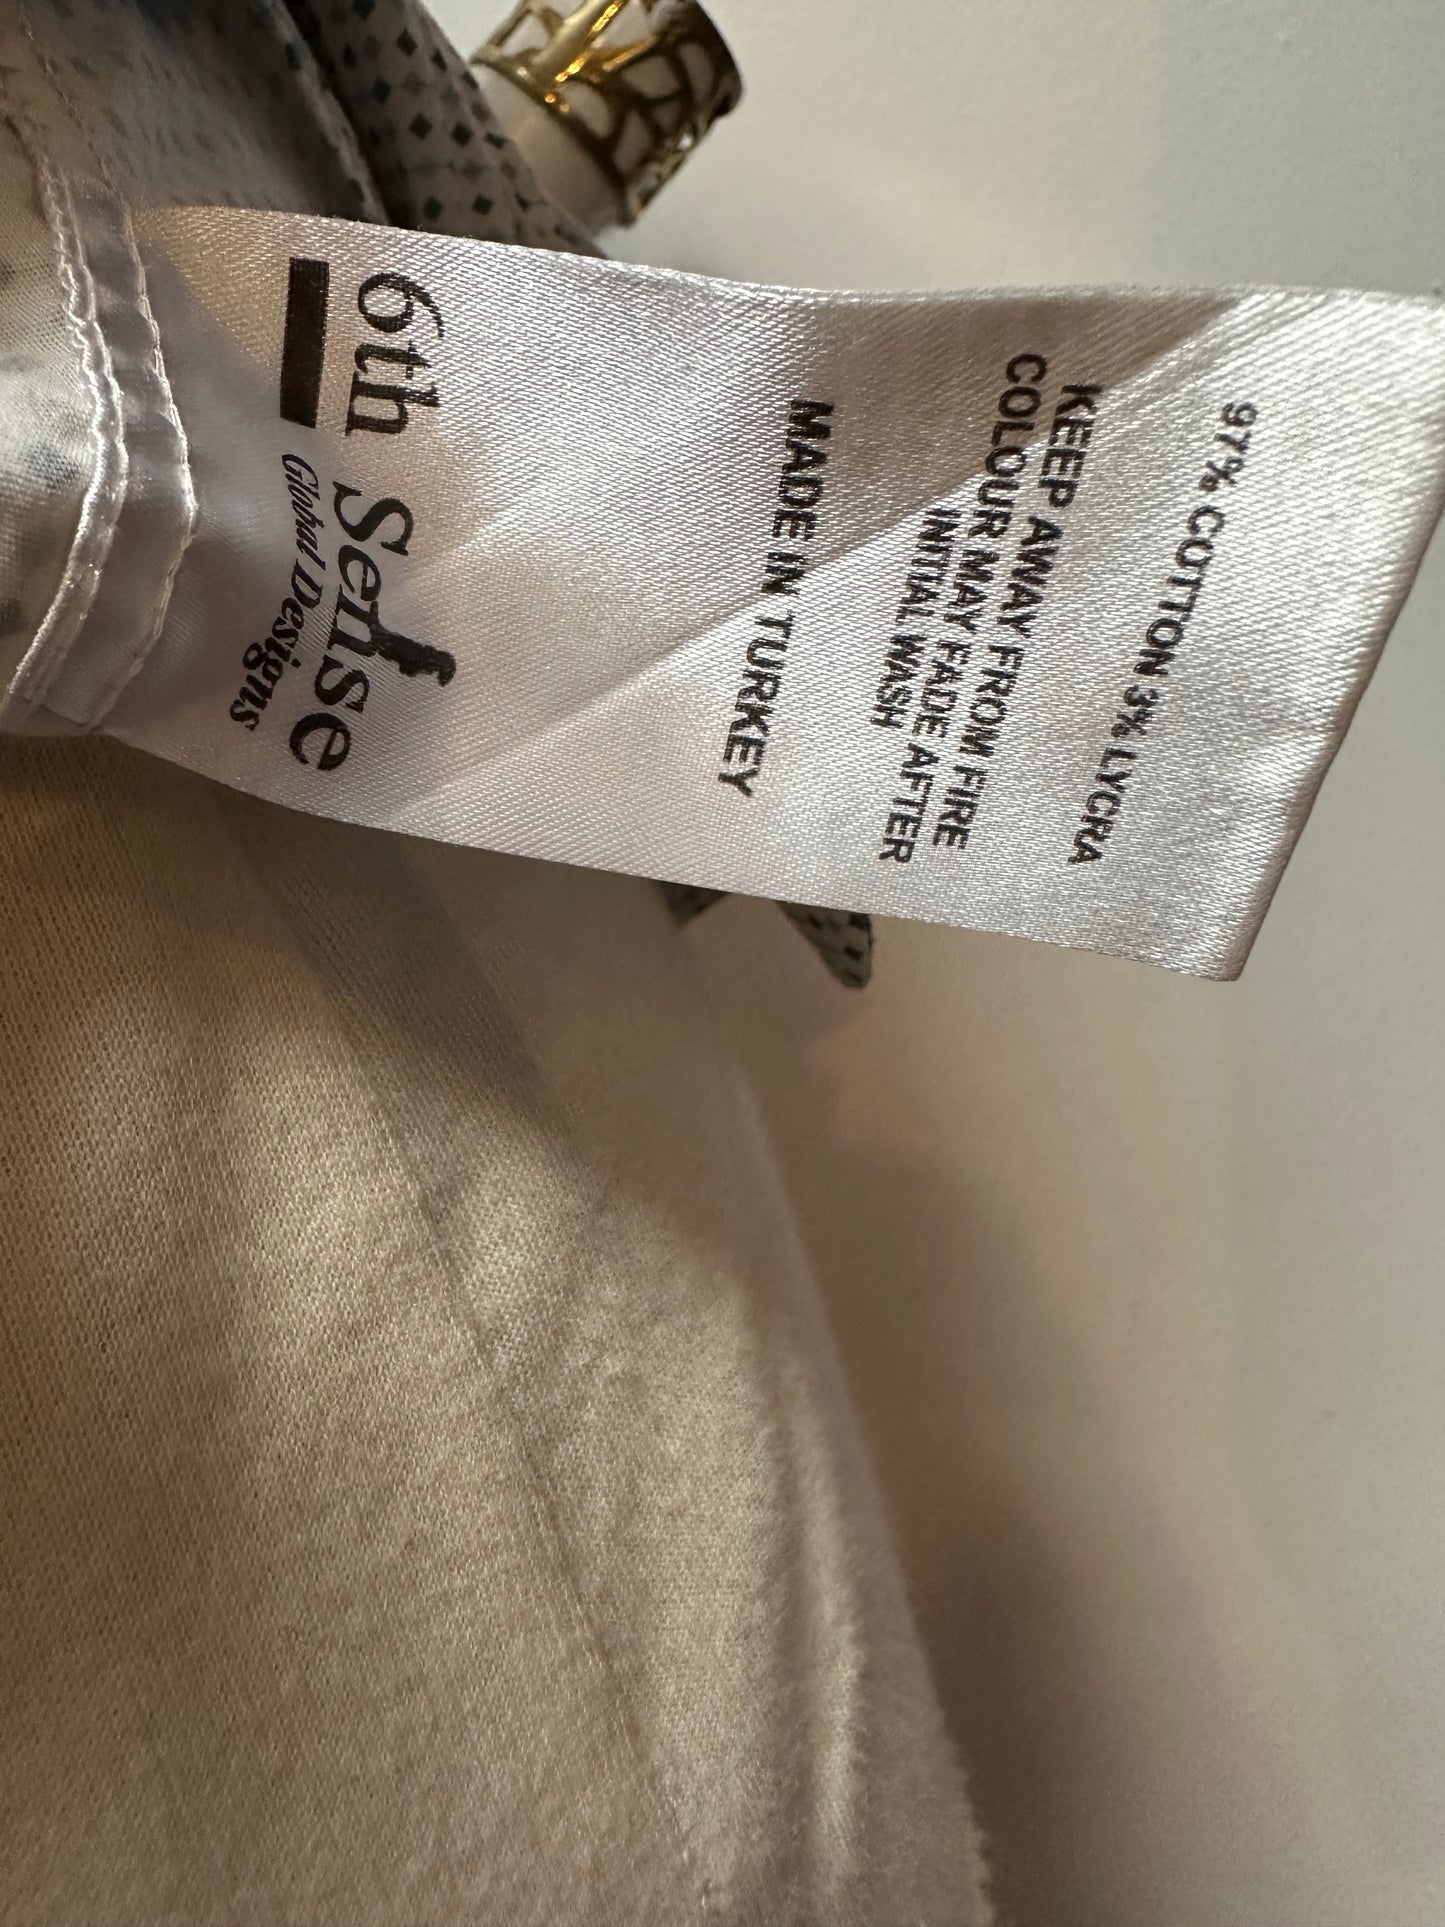 6th Sense
Global Designs
MADE IN TURKEY
97% COTTON 3% LYCRA
KEEP AWAY FROM FIRE
COLOUR MAY FADE AFTER
INITIAL WASH